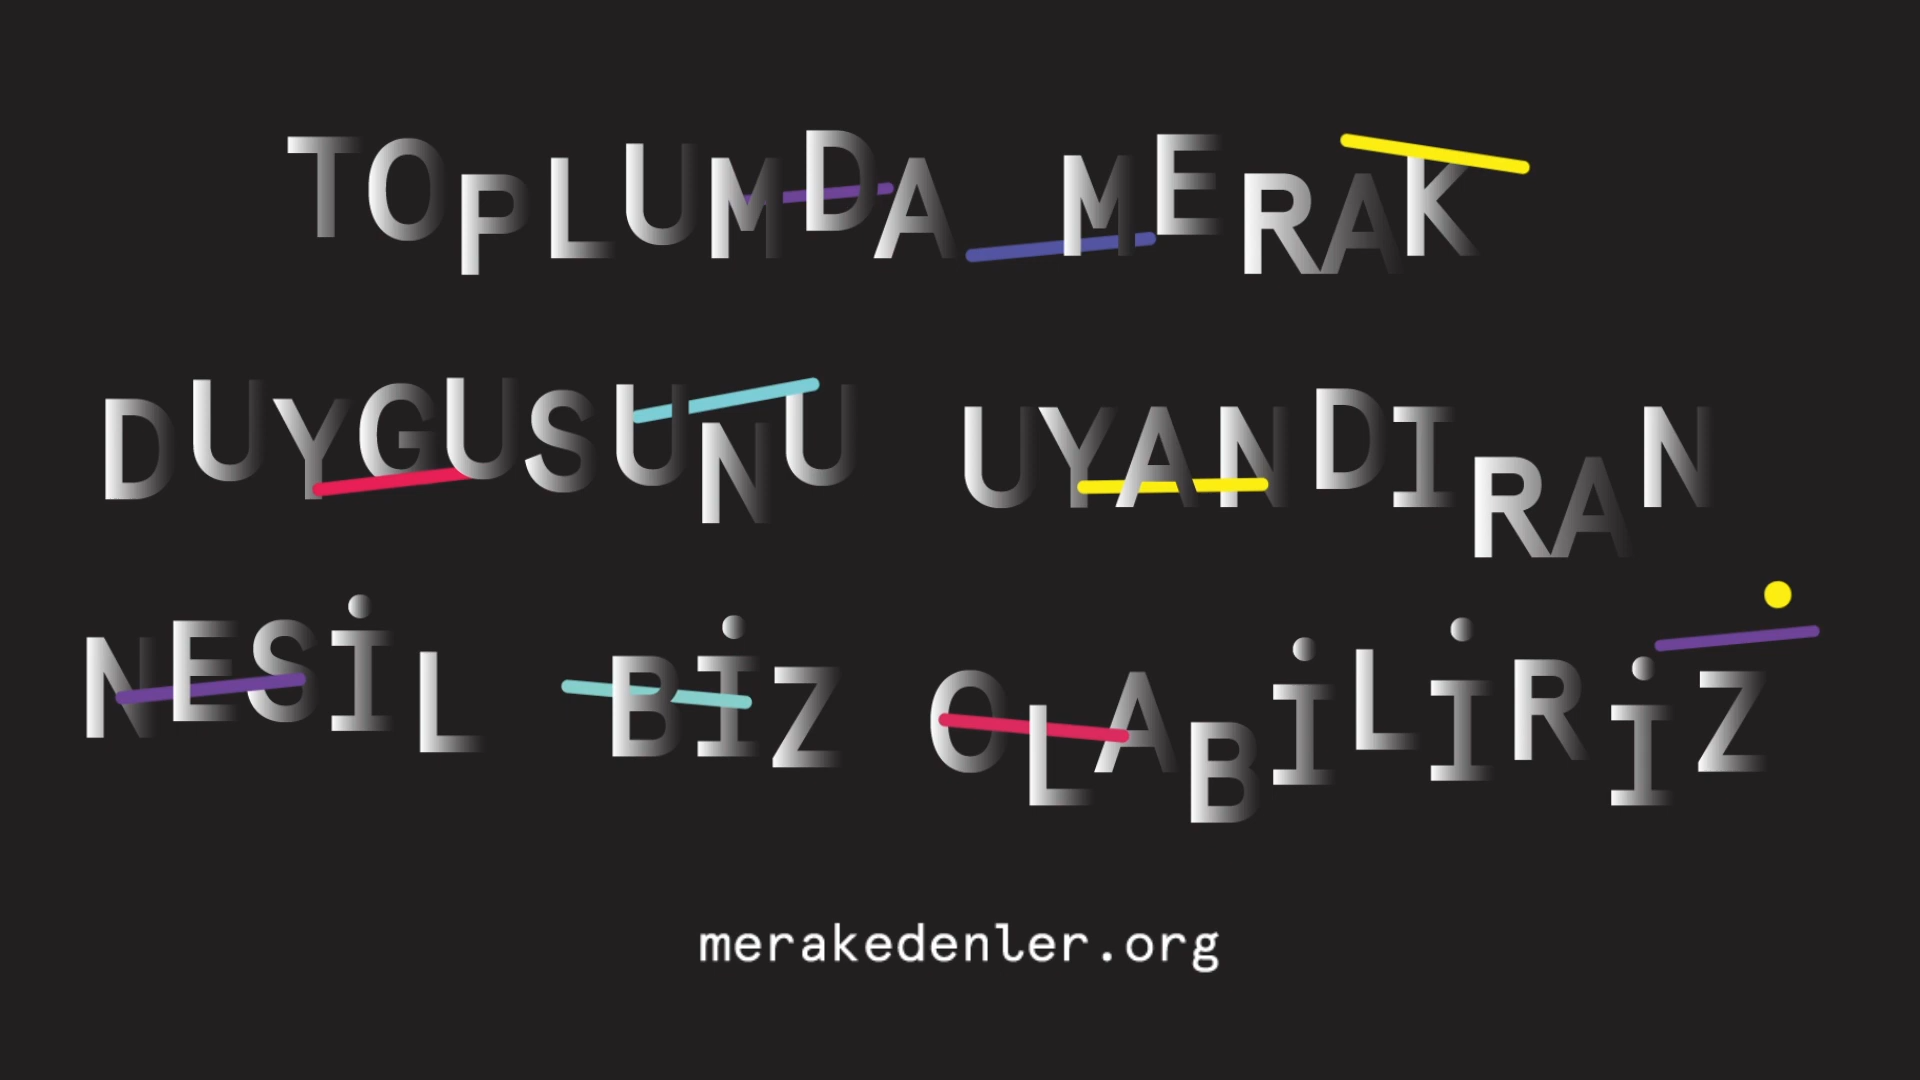 TOPLUMDA MERAK
DUYGUSUNU UYANDIRAN
NESİL BİZ OLABİLİRİZ
merakedenler.org